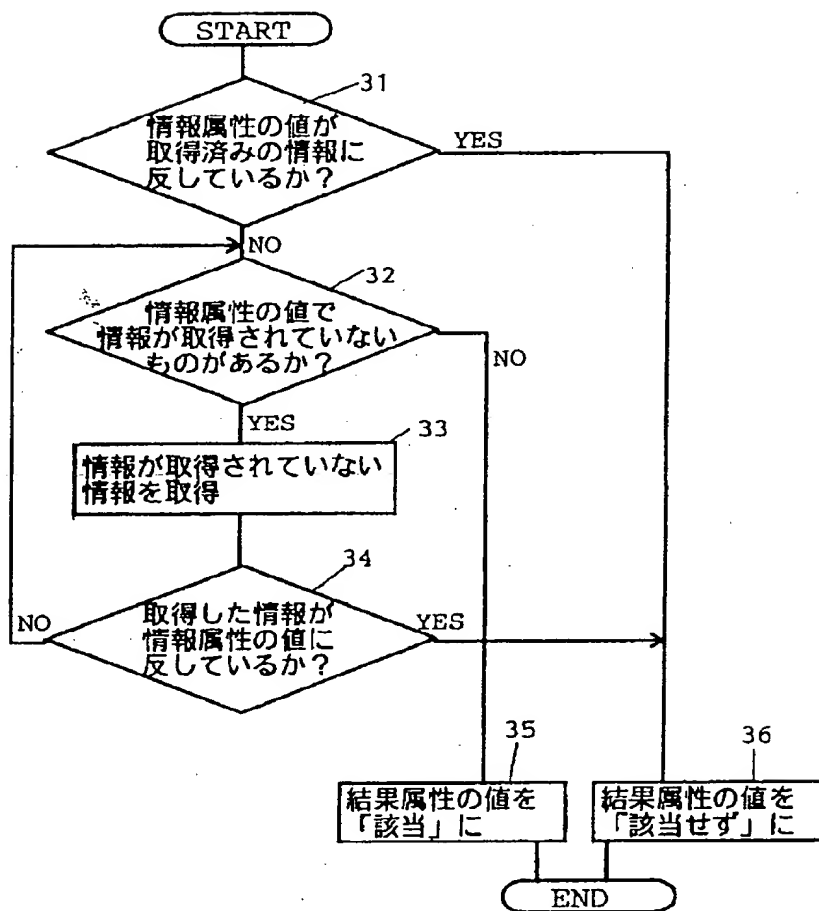 START
31
情報属性の値が
取得済みの情報に
反しているか？
YES
NO
32
情報属性の値で
情報が取得されていない
ものがあるか？
NO
YES
33
情報が取得されていない
情報を取得
34
取得した情報が
情報属性の値に
反しているか？
NO
YES
35
結果属性の値を
「該当」に
36
結果属性の値を
「該当せず」に
END